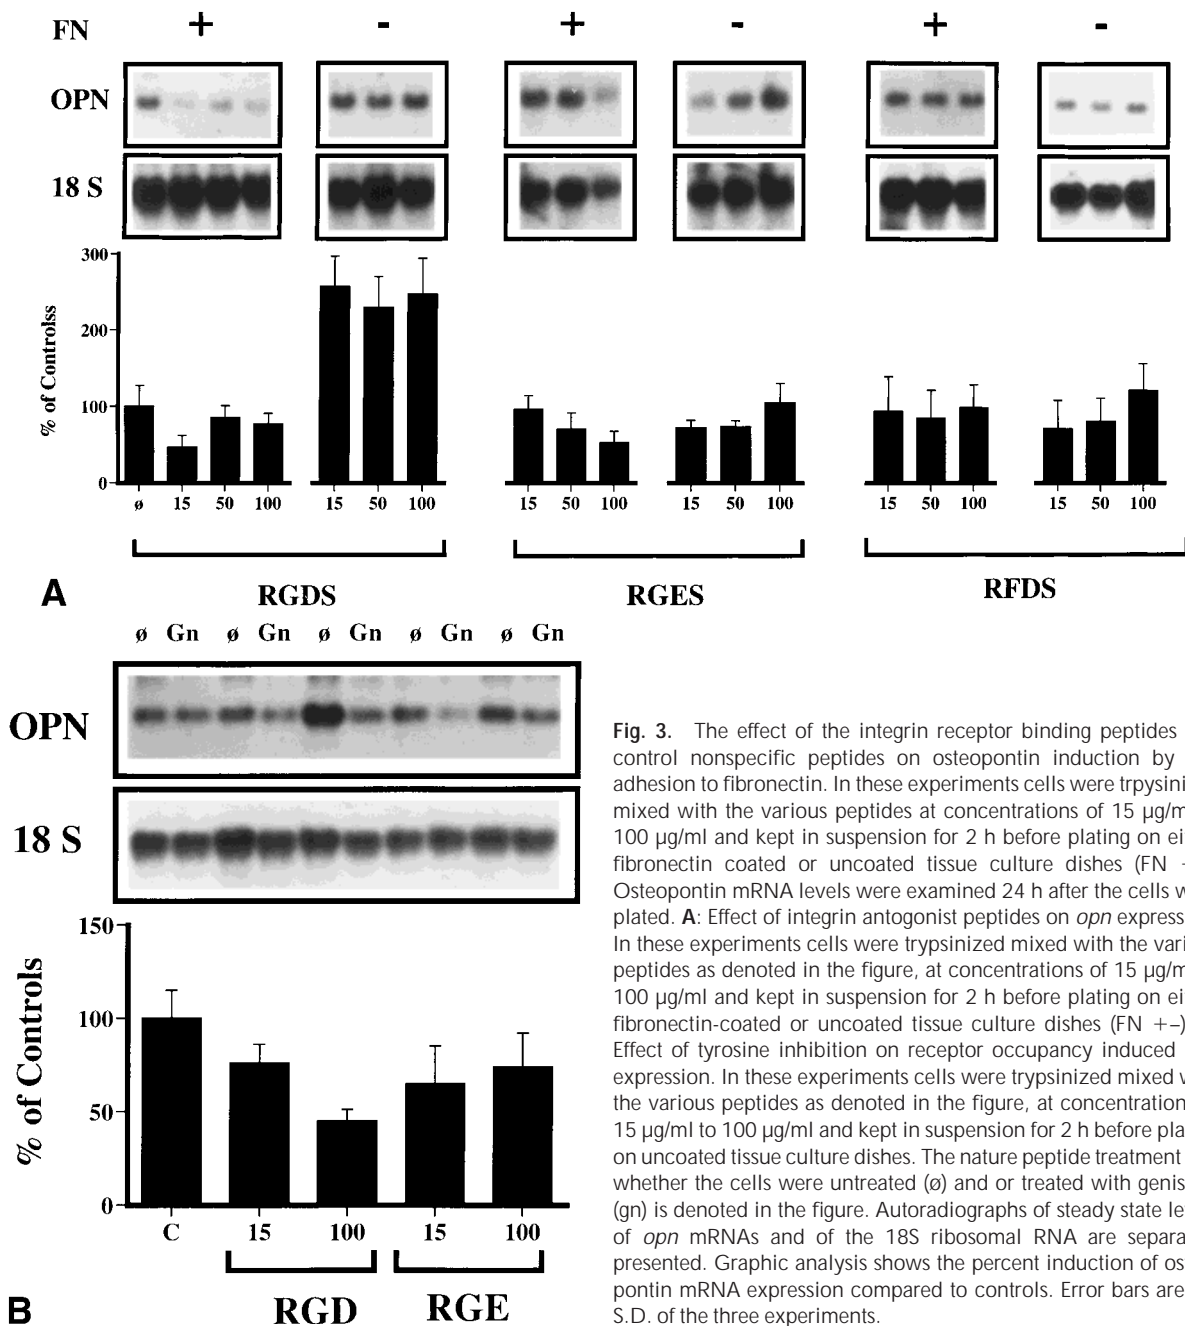 FN + - + - + -
OPN
18 S
300
200
100
0
% of Controlss
ø 15 50 100 15 50 100 15 50 100 15 50 100 15 50 100 15 50 100
A RGDS RGES RFDS
ø Gn ø Gn ø Gn ø Gn ø Gn
OPN
18 S
150
100
50
0
% of Controls
C 15 100 15 100
B RGD RGE
Fig. 3. The effect of the integrin receptor binding peptides
control nonspecific peptides on osteopontin induction by
adhesion to fibronectin. In these experiments cells were trpysini
mixed with the various peptides at concentrations of 15 µg/m
100 µg/ml and kept in suspension for 2 h before plating on ei
fibronectin coated or uncoated tissue culture dishes (FN +
Osteopontin mRNA levels were examined 24 h after the cells w
plated. A: Effect of integrin antogonist peptides on opn express
In these experiments cells were trypsinized mixed with the vari
peptides as denoted in the figure, at concentrations of 15 µg/m
100 µg/ml and kept in suspension for 2 h before plating on ei
fibronectin-coated or uncoated tissue culture dishes (FN +–)
Effect of tyrosine inhibition on receptor occupancy induced
expression. In these experiments cells were trypsinized mixed w
the various peptides as denoted in the figure, at concentration
15 µg/ml to 100 µg/ml and kept in suspension for 2 h before pla
on uncoated tissue culture dishes. The nature peptide treatment
whether the cells were untreated (ø) and or treated with genis
(gn) is denoted in the figure. Autoradiographs of steady state le
of opn mRNAs and of the 18S ribosomal RNA are separa
presented. Graphic analysis shows the percent induction of os
pontin mRNA expression compared to controls. Error bars are
S.D. of the three experiments.